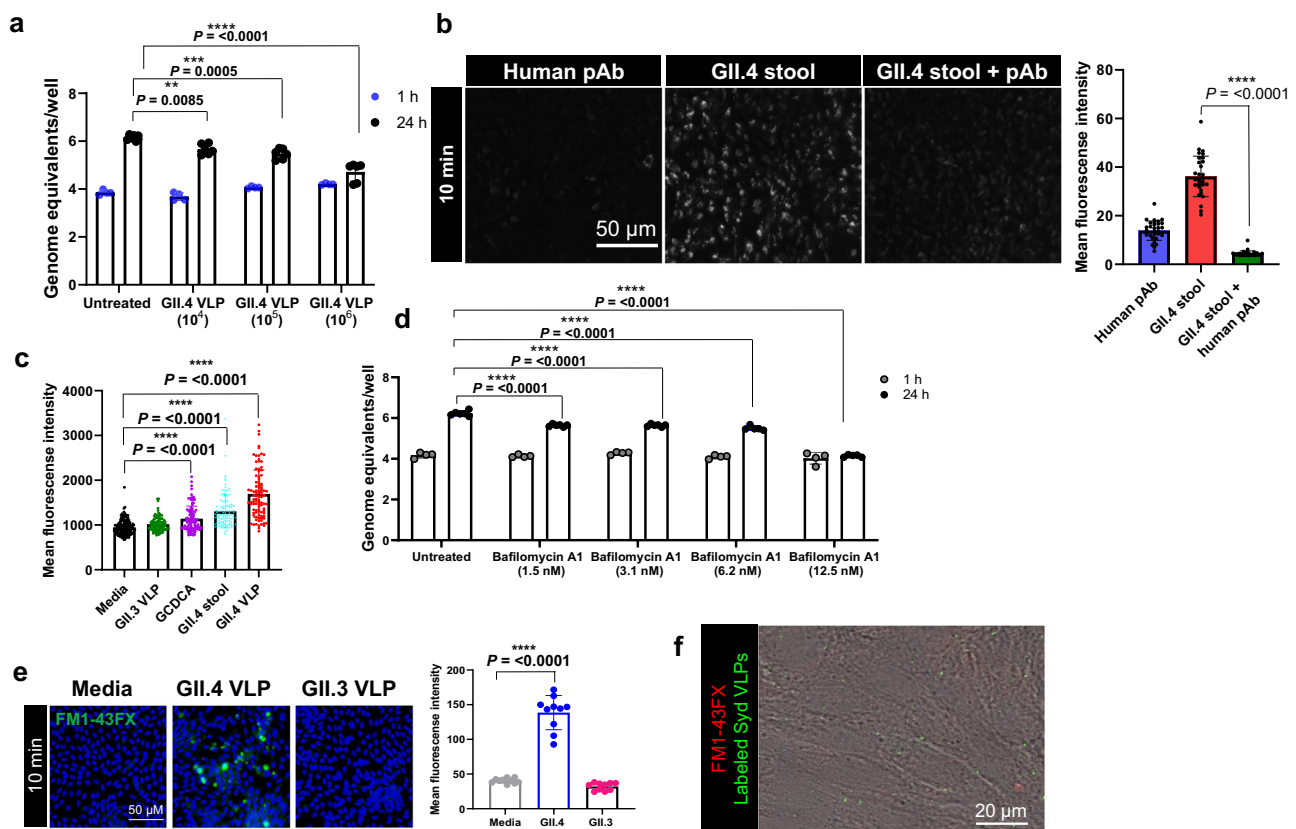 a
****
P = <0.0001
***
P = 0.0005
**
P = 0.0085
1 h
24 h
Genome equivalents/well
8
6
4
2
0
Untreated
GII.4 VLP
(10⁴)
GII.4 VLP
(10⁵)
GII.4 VLP
(10⁶)
b
Human pAb
GII.4 stool
GII.4 stool + pAb
10 min
50 µm
****
P = <0.0001
Mean fluorescence intensity
80
60
40
20
0
Human pAb
GII.4 stool
GII.4 stool +
human pAb
c
****
P = <0.0001
****
P = <0.0001
****
P = <0.0001
Mean fluorescense intensity
4000
3000
2000
1000
0
Media
GII.3 VLP
GCDCA
GII.4 stool
GII.4 VLP
d
****
P = <0.0001
****
P = <0.0001
****
P = <0.0001
****
P = <0.0001
1 h
24 h
Genome equivalents/well
8
6
4
2
0
Untreated
Bafilomycin A1
(1.5 nM)
Bafilomycin A1
(3.1 nM)
Bafilomycin A1
(6.2 nM)
Bafilomycin A1
(12.5 nM)
e
Media
GII.4 VLP
GII.3 VLP
10 min
FM1-43FX
50 µM
****
P = <0.0001
Mean fluorescence intensity
200
150
100
50
0
Media
GII.4
GII.3
f
FM1-43FX
Labeled Syd VLPs
20 µm